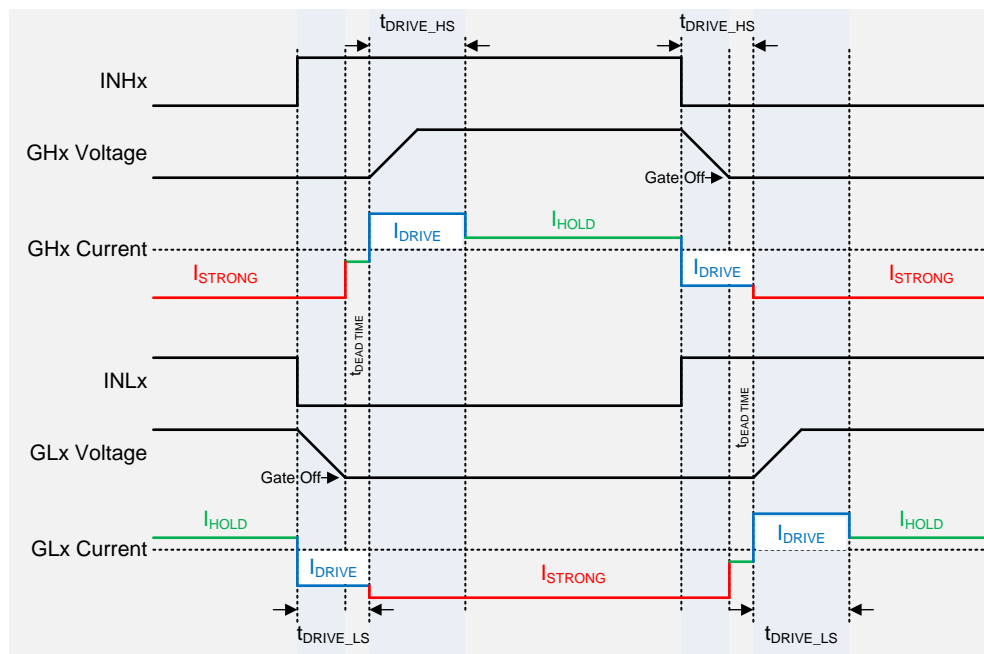 tDRIVE_HS tDRIVE_HS
INHx
GHx Voltage
Gate Off
IHOLD
IDRIVE
GHx Current
ISTRONG IDRIVE ISTRONG
tDEAD TIME
INLx
tDEAD TIME
GLx Voltage
Gate Off
IHOLD IHOLD
IDRIVE
GLx Current
IDRIVE ISTRONG
tDRIVE_LS tDRIVE_LS